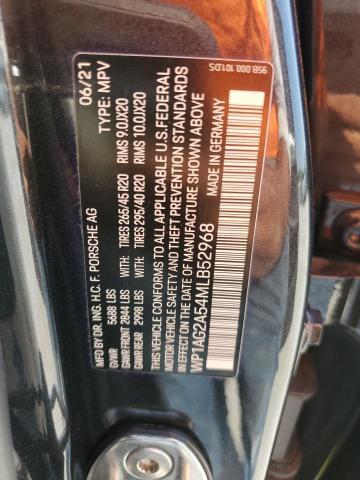 MFD BY DR. ING. H.C. F. PORSCHE AG 06/21
GVWR 5688 LBS TYPE: MPV
GAWR FRONT 2844 LBS WITH TIRES 265/45 R20 RIMS 9.0JX20
GAWR REAR 2998 LBS WITH TIRES 295/40 R20 RIMS 10.0JX20
THIS VEHICLE CONFORMS TO ALL APPLICABLE U.S. FEDERAL
MOTOR VEHICLE SAFETY AND THEFT PREVENTION STANDARDS
IN EFFECT ON THE DATE OF MANUFACTURE SHOWN ABOVE
WP1AG2A54MLB52968 MADE IN GERMANY
958.000.101.DS